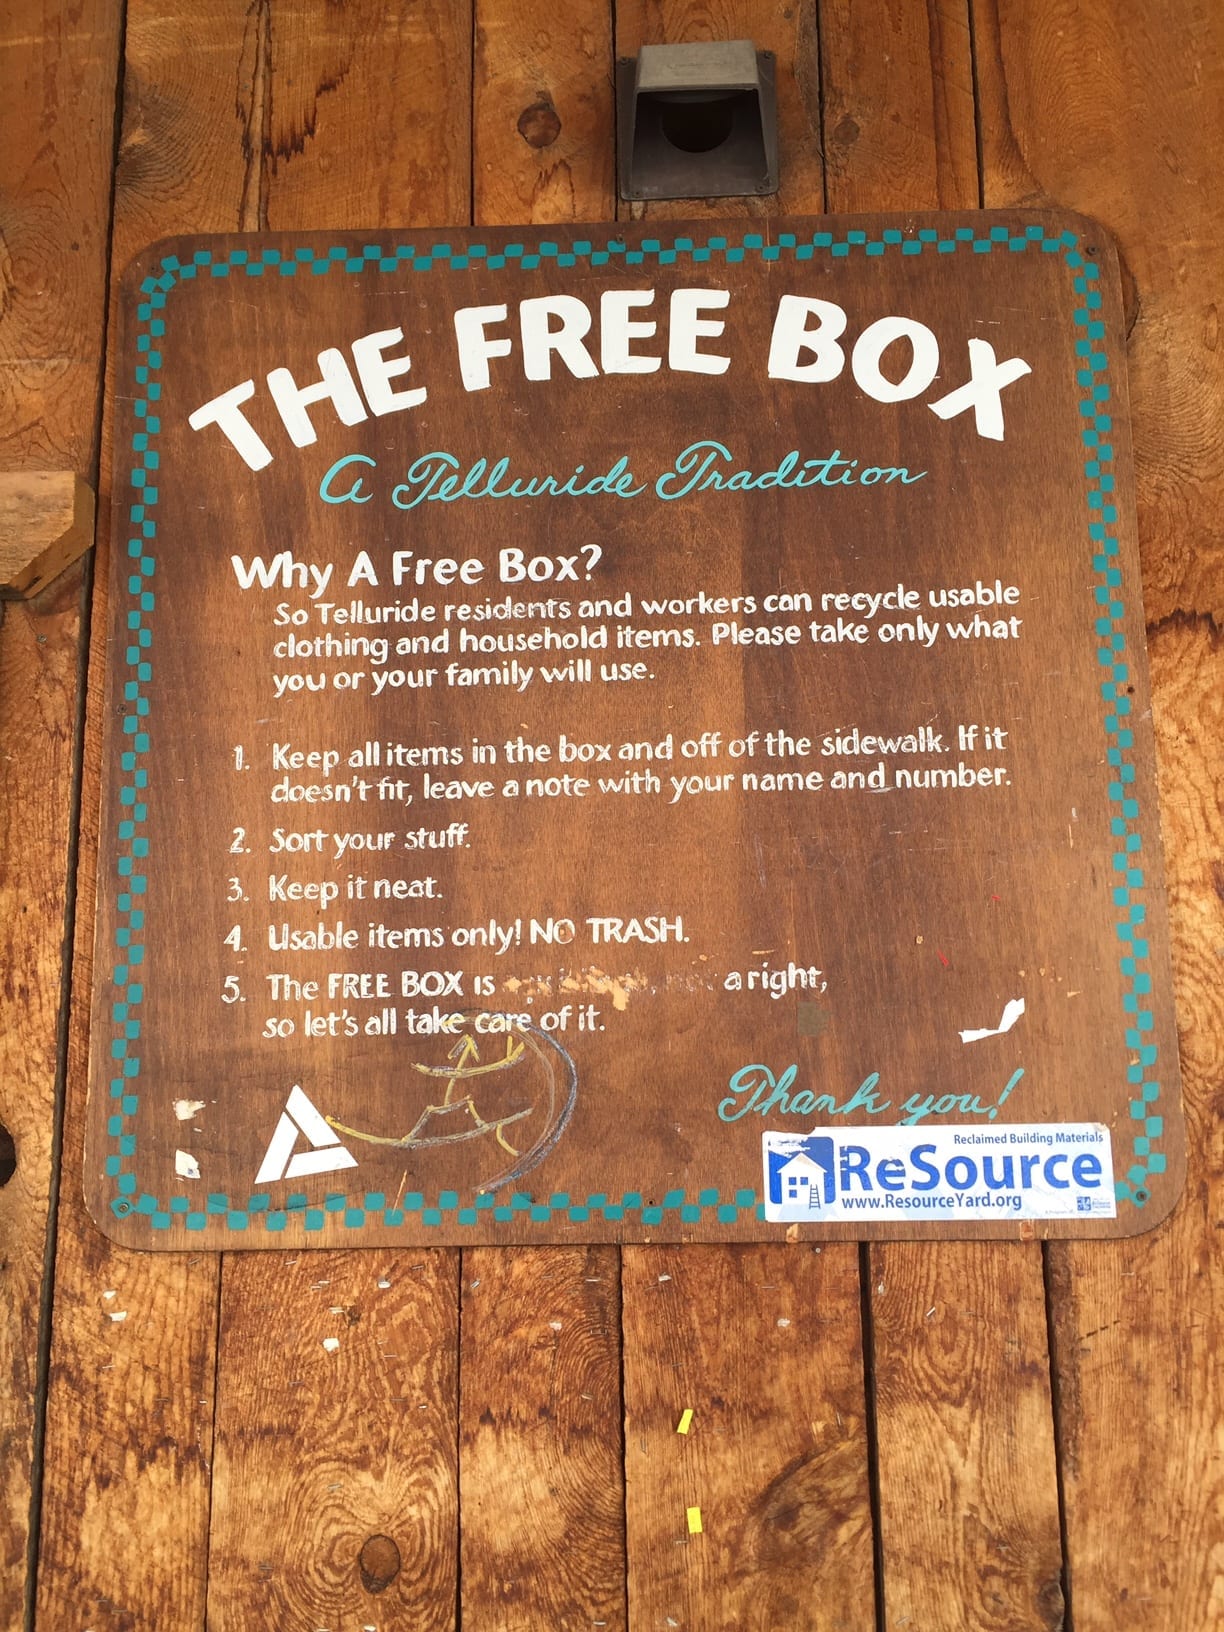 THE FREE BOX
A Telluride Tradition
Why A Free Box?
So Telluride residents and workers can recycle usable
clothing and household items. Please take only what
you or your family will use.
1. Keep all items in the box and off of the sidewalk. If it
doesn't fit, leave a note with your name and number.
2. Sort your stuff.
3. Keep it neat.
4. Usable items only! NO TRASH.
5. The FREE BOX IS a right,
so let's all take care of it.
Thank you!
Reclaimed Building Materials
ReSource
www.ResourceYard.org